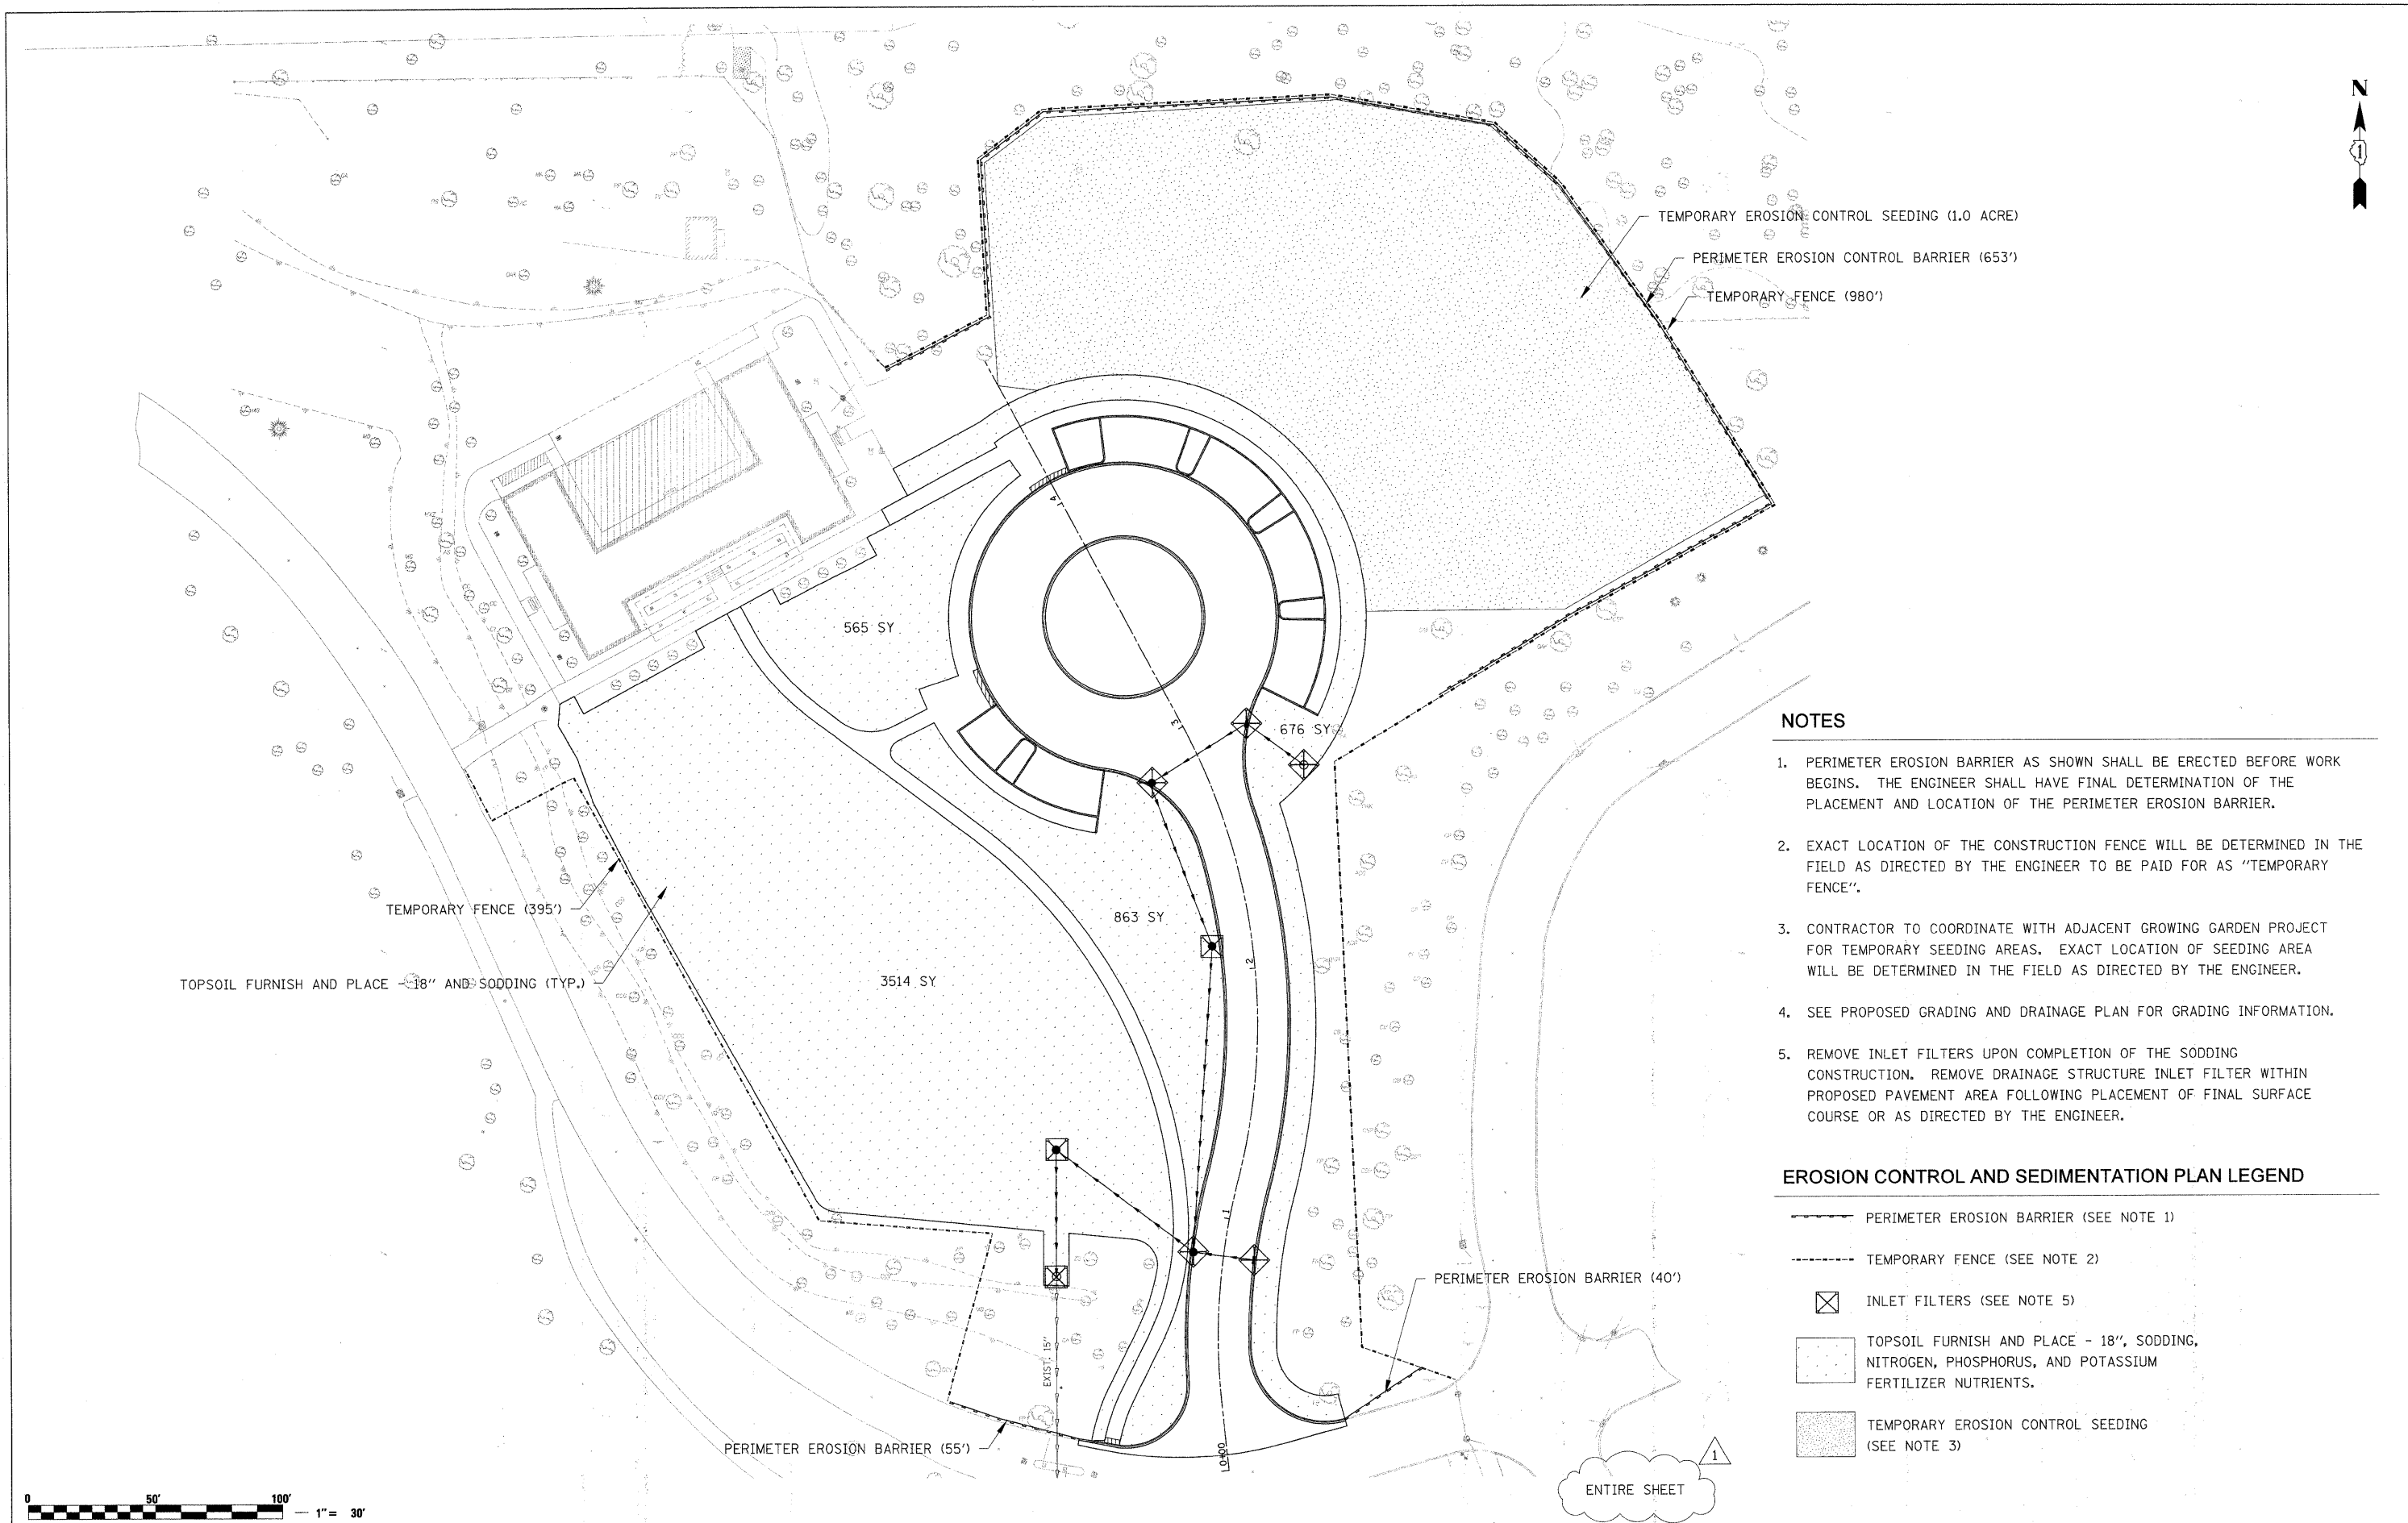 N
1
TEMPORARY EROSION CONTROL SEEDING (1.0 ACRE)
PERIMETER EROSION CONTROL BARRIER (653')
TEMPORARY FENCE (980')
4
565 SY
3
676 SY
TEMPORARY FENCE (395')
863 SY
2
TOPSOIL FURNISH AND PLACE - 18" AND SODDING (TYP.)
3514 SY
1
PERIMETER EROSION BARRIER (40')
EXIST. 15"
PERIMETER EROSION BARRIER (55')
0+00
NOTES
1. PERIMETER EROSION BARRIER AS SHOWN SHALL BE ERECTED BEFORE WORK
BEGINS. THE ENGINEER SHALL HAVE FINAL DETERMINATION OF THE
PLACEMENT AND LOCATION OF THE PERIMETER EROSION BARRIER.
2. EXACT LOCATION OF THE CONSTRUCTION FENCE WILL BE DETERMINED IN THE
FIELD AS DIRECTED BY THE ENGINEER TO BE PAID FOR AS "TEMPORARY
FENCE".
3. CONTRACTOR TO COORDINATE WITH ADJACENT GROWING GARDEN PROJECT
FOR TEMPORARY SEEDING AREAS. EXACT LOCATION OF SEEDING AREA
WILL BE DETERMINED IN THE FIELD AS DIRECTED BY THE ENGINEER.
4. SEE PROPOSED GRADING AND DRAINAGE PLAN FOR GRADING INFORMATION.
5. REMOVE INLET FILTERS UPON COMPLETION OF THE SODDING
CONSTRUCTION. REMOVE DRAINAGE STRUCTURE INLET FILTER WITHIN
PROPOSED PAVEMENT AREA FOLLOWING PLACEMENT OF FINAL SURFACE
COURSE OR AS DIRECTED BY THE ENGINEER.
EROSION CONTROL AND SEDIMENTATION PLAN LEGEND
PERIMETER EROSION BARRIER (SEE NOTE 1)
TEMPORARY FENCE (SEE NOTE 2)
INLET FILTERS (SEE NOTE 5)
TOPSOIL FURNISH AND PLACE - 18", SODDING,
NITROGEN, PHOSPHORUS, AND POTASSIUM
FERTILIZER NUTRIENTS.
TEMPORARY EROSION CONTROL SEEDING
(SEE NOTE 3)
1
ENTIRE SHEET
0 50' 100'
1"= 30'